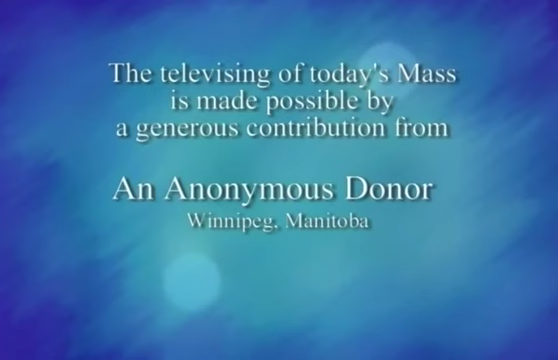 The televising of today's Mass
is made possible by
a generous contribution from
An Anonymous Donor
Winnipeg, Manitoba